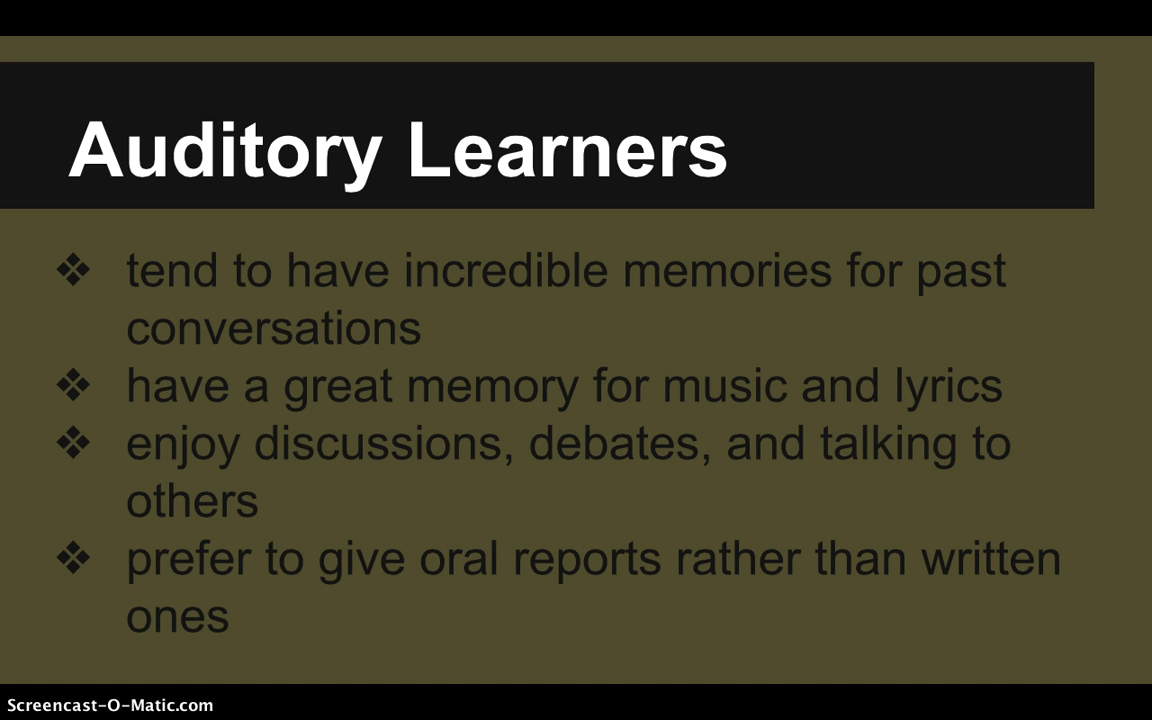 Auditory Learners
❖ tend to have incredible memories for past
conversations
❖ have a great memory for music and lyrics
❖ enjoy discussions, debates, and talking to
others
❖ prefer to give oral reports rather than written
ones
Screencast-O-Matic.com